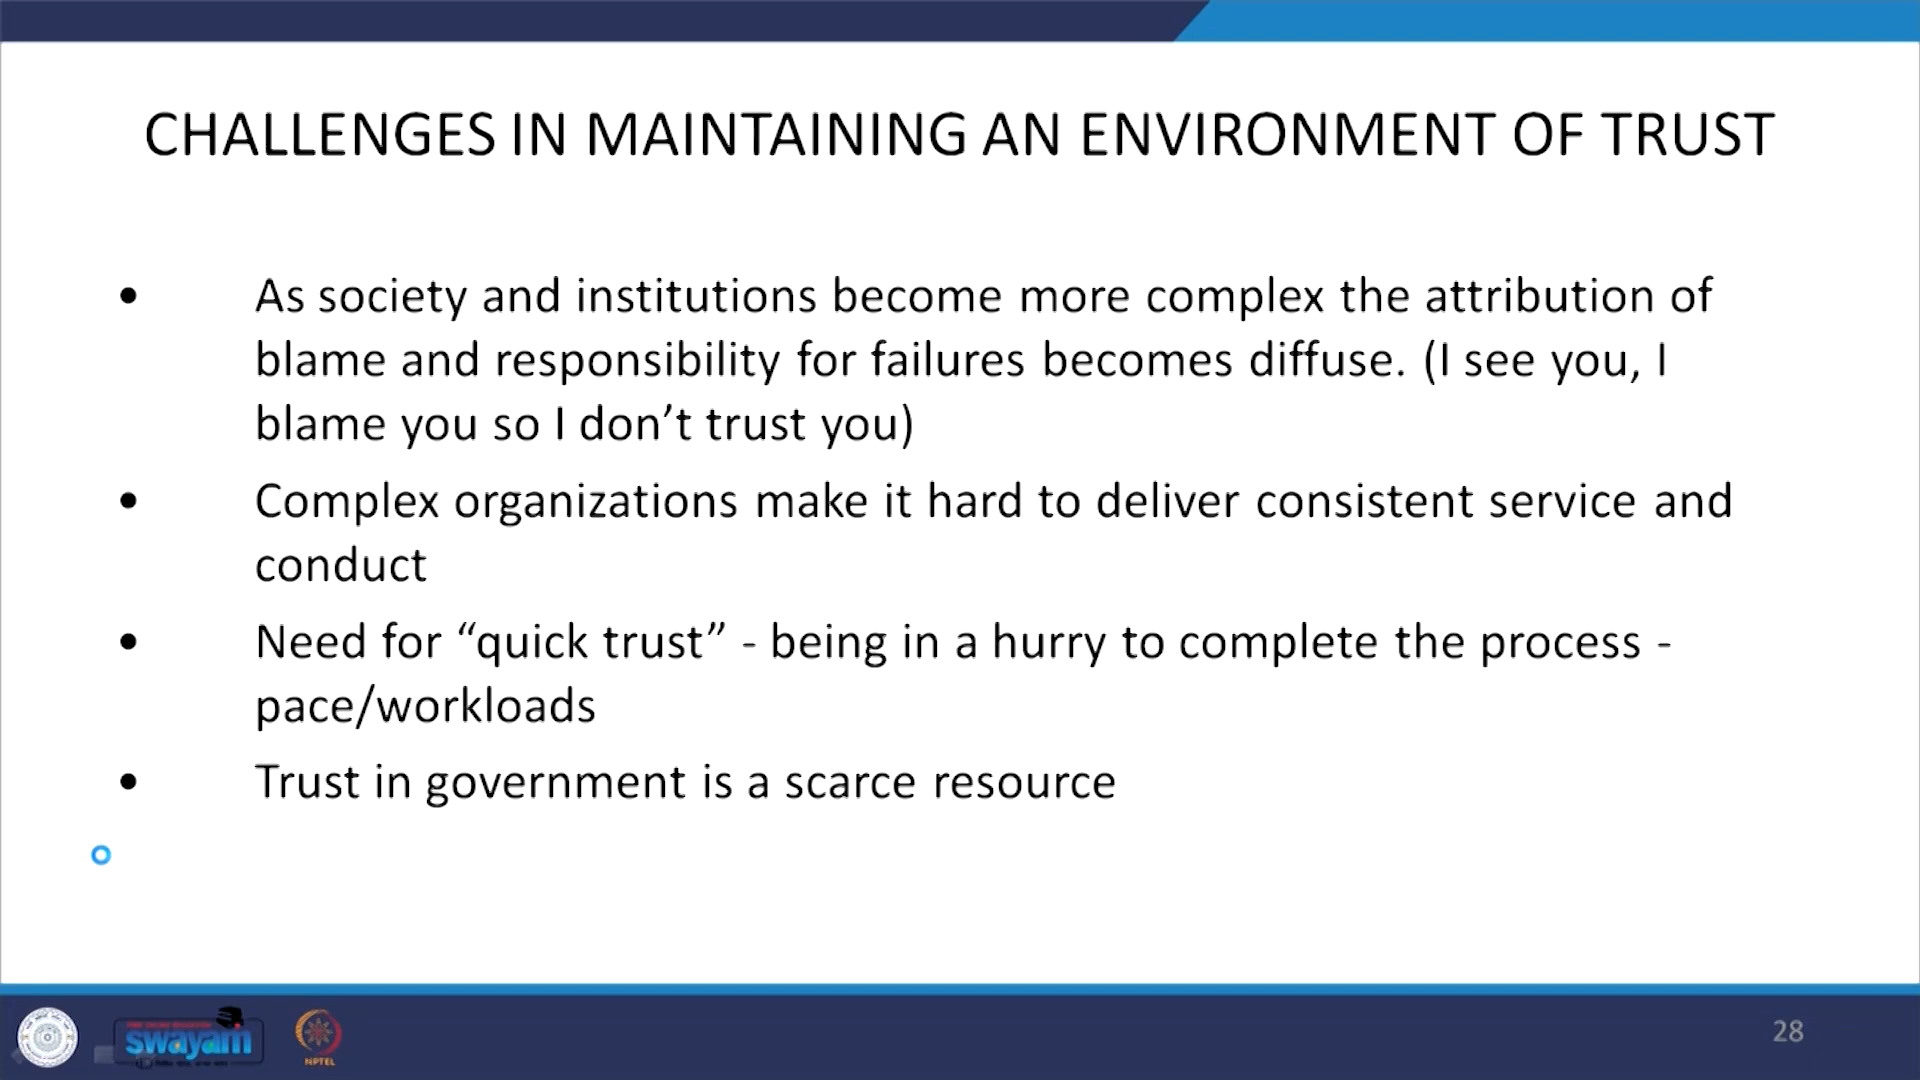 CHALLENGES IN MAINTAINING AN ENVIRONMENT OF TRUST
• As society and institutions become more complex the attribution of
blame and responsibility for failures becomes diffuse. (I see you, I
blame you so I don’t trust you)
• Complex organizations make it hard to deliver consistent service and
conduct
• Need for “quick trust” - being in a hurry to complete the process -
pace/workloads
• Trust in government is a scarce resource
swayam
NPTEL
28